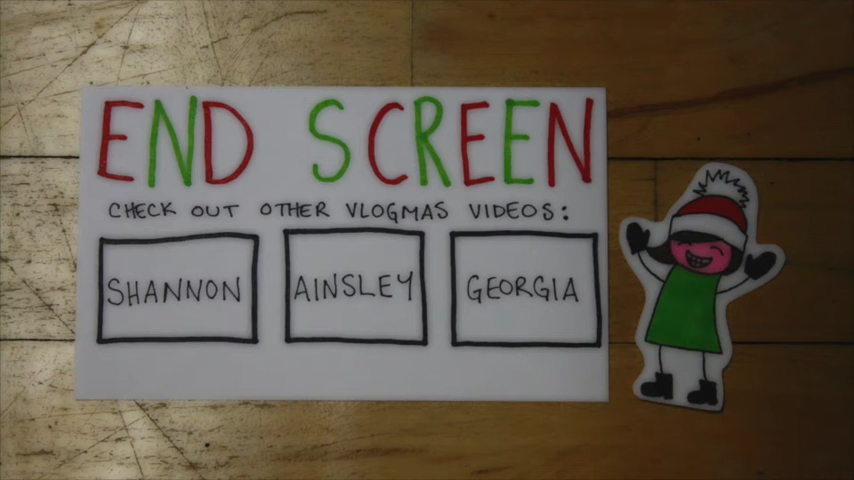 END SCREEN
CHECK OUT OTHER VLOGMAS VIDEOS:
SHANNON AINSLEY GEORGIA